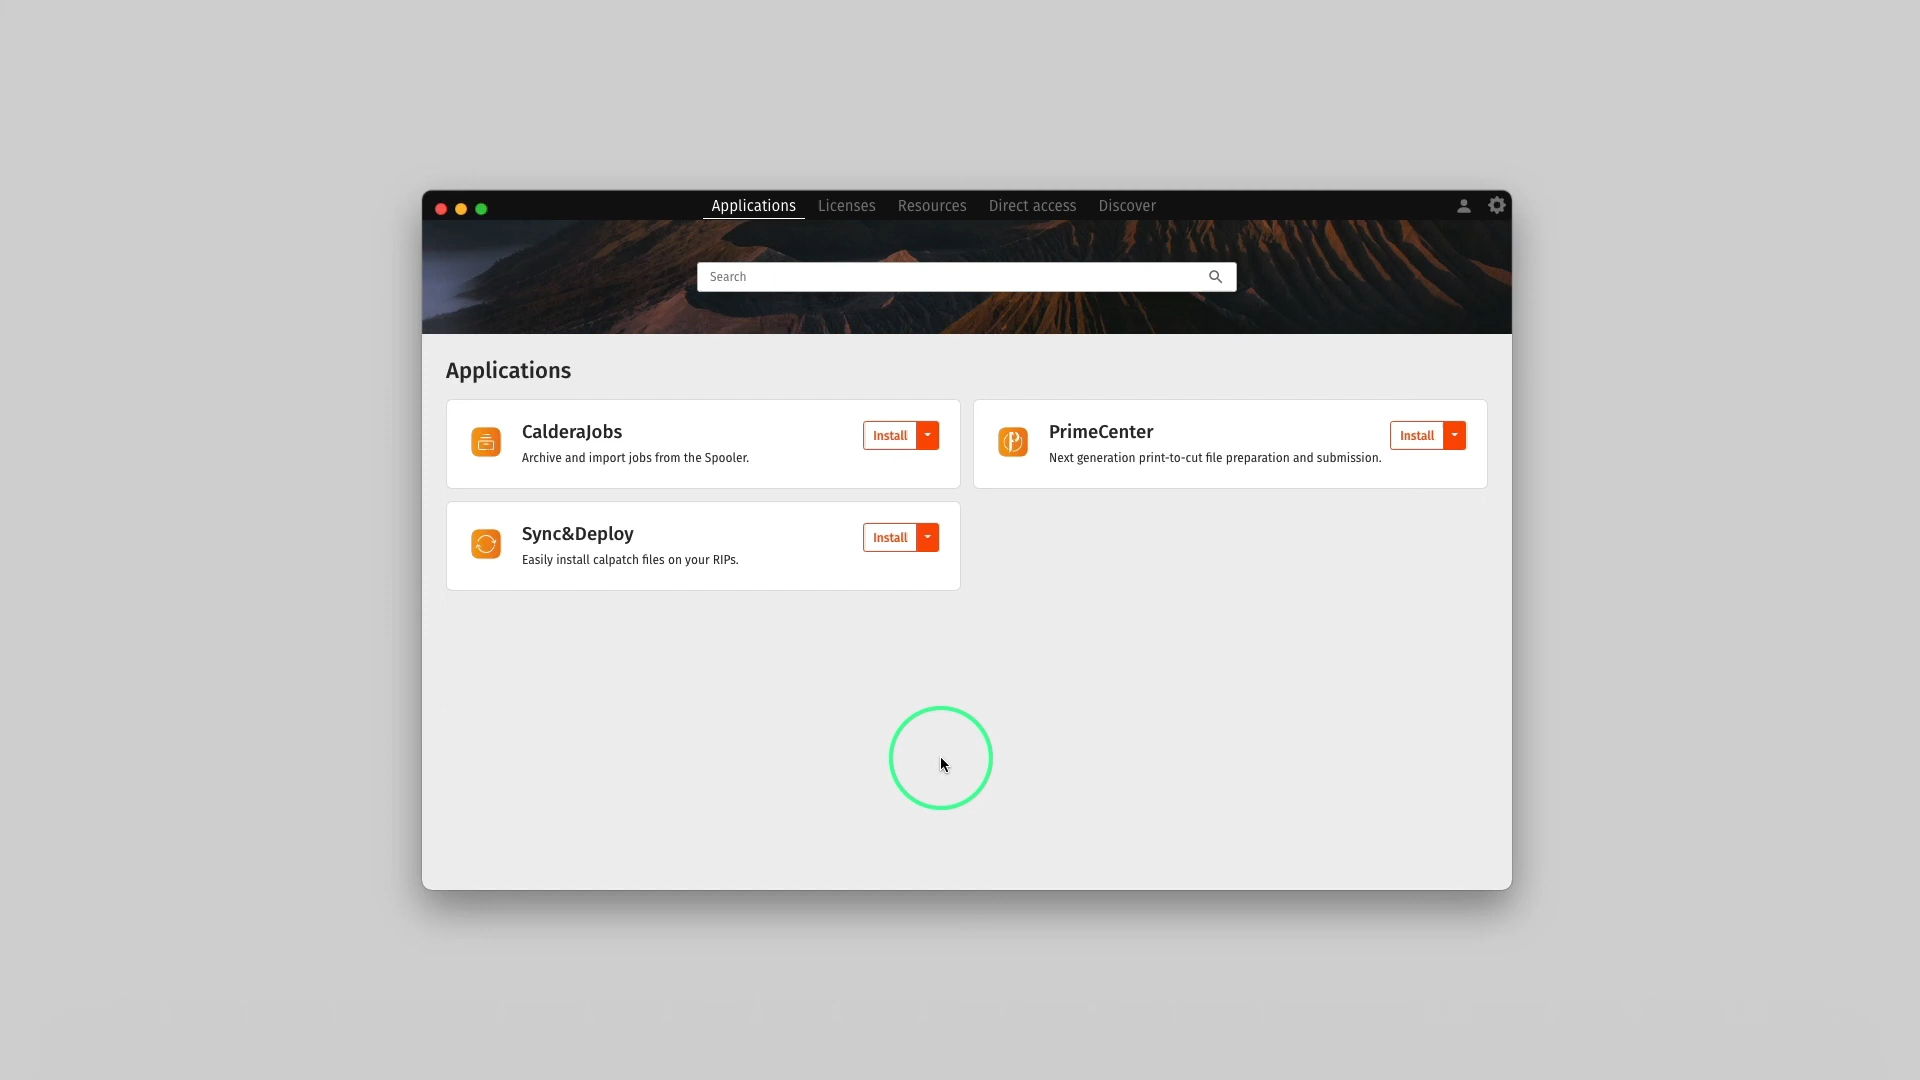 Applications Licenses Resources Direct access Discover
Search
Applications
CalderaJobs
Archive and import jobs from the Spooler.
Install
PrimeCenter
Next generation print-to-cut file preparation and submission.
Install
Sync&Deploy
Easily install calpatch files on your RIPs.
Install